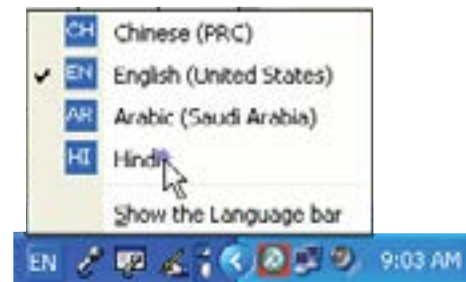 CH Chinese (PRC)
EN English (United States)
AR Arabic (Saudi Arabia)
HI Hindi
Show the Language bar
EN 9:03 AM